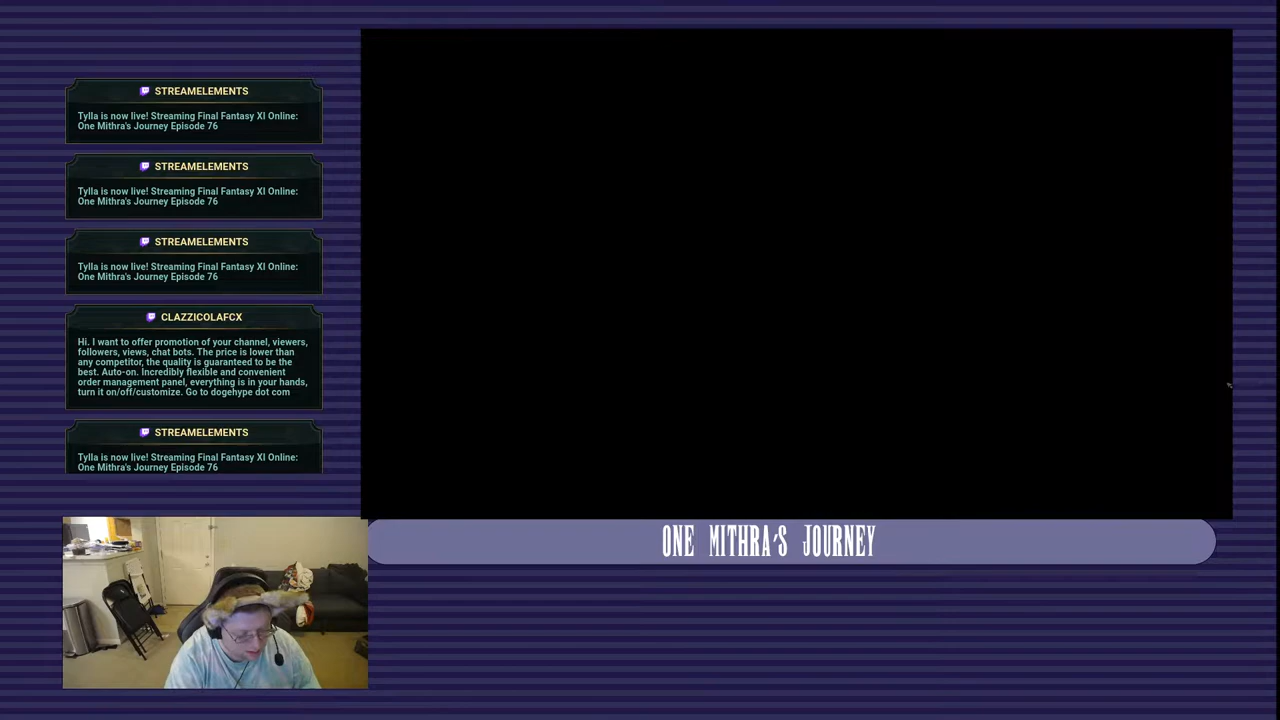 STREAMELEMENTS
Tylla is now live! Streaming Final Fantasy XI Online:
One Mithra's Journey Episode 76
STREAMELEMENTS
Tylla is now live! Streaming Final Fantasy XI Online:
One Mithra's Journey Episode 76
STREAMELEMENTS
Tylla is now live! Streaming Final Fantasy XI Online:
One Mithra's Journey Episode 76
CLAZZICOLAFCX
Hi. I want to offer promotion of your channel, viewers,
followers, views, chat bots. The price is lower than
any competitor, the quality is guaranteed to be the
best. Auto-on. Incredibly flexible and convenient
order management panel, everything is in your hands,
turn it on/off/customize. Go to dogehype dot com
STREAMELEMENTS
Tylla is now live! Streaming Final Fantasy XI Online:
One Mithra's Journey Episode 76
ONE MITHRA'S JOURNEY